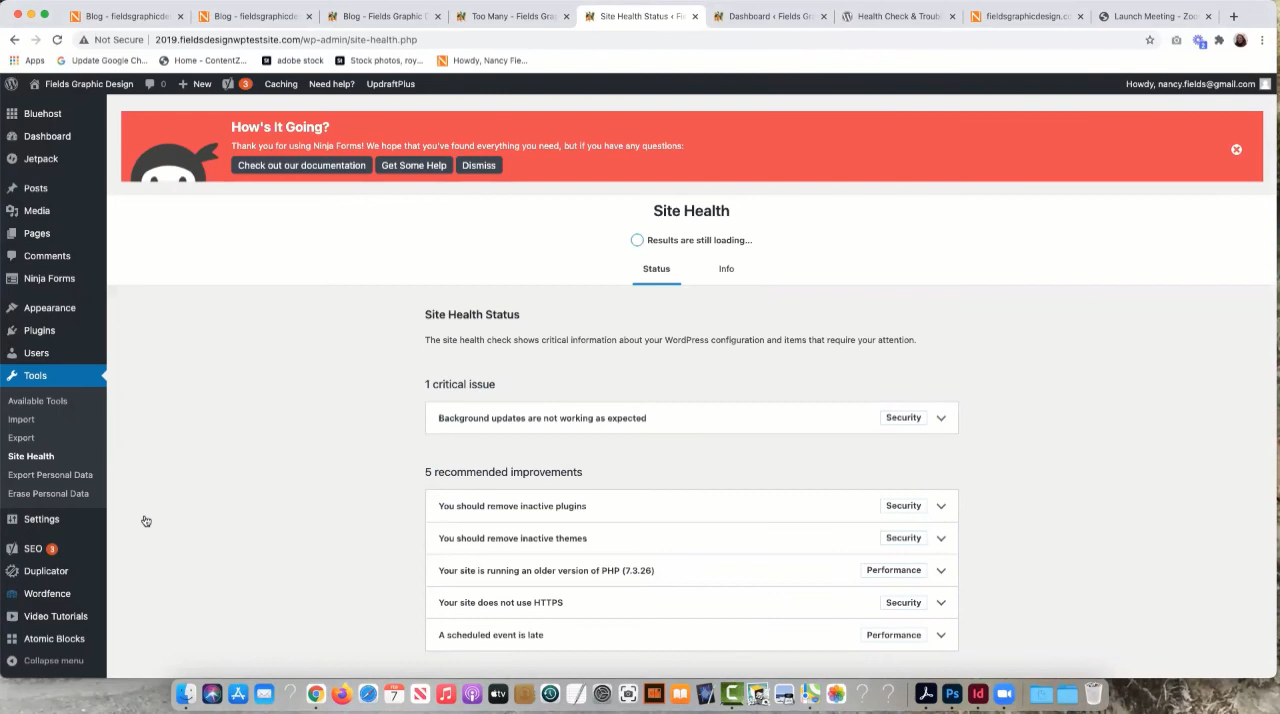 Blog - fieldsgraphicde
Blog - fieldsgraphicde
Blog - Fields Graphic D
Too Many - Fields Gra
Site Health Status ‹ Fi
Dashboard ‹ Fields Gr
Health Check & Troubl
fieldsgraphicdesign.co
Launch Meeting - Zoo
Not Secure 2019.fieldsdesignwptestsite.com/wp-admin/site-health.php
Apps Update Google Ch... Home - ContentZ... adobe stock Stock photos, roy... Howdy, Nancy Fie...
Fields Graphic Design 0 New 3 Caching Need help? UpdraftPlus Howdy, nancy.fields@gmail.com
Bluehost
Dashboard
Jetpack
Posts
Media
Pages
Comments
Ninja Forms
Appearance
Plugins
Users
Tools
Available Tools
Import
Export
Site Health
Export Personal Data
Erase Personal Data
Settings
SEO 3
Duplicator
Wordfence
Video Tutorials
Atomic Blocks
Collapse menu
How's It Going?
Thank you for using Ninja Forms! We hope that you've found everything you need, but if you have any questions:
Check out our documentation Get Some Help Dismiss
Site Health
Results are still loading...
Status Info
Site Health Status
The site health check shows critical information about your WordPress configuration and items that require your attention.
1 critical issue
Background updates are not working as expected Security
5 recommended improvements
You should remove inactive plugins Security
You should remove inactive themes Security
Your site is running an older version of PHP (7.3.26) Performance
Your site does not use HTTPS Security
A scheduled event is late Performance